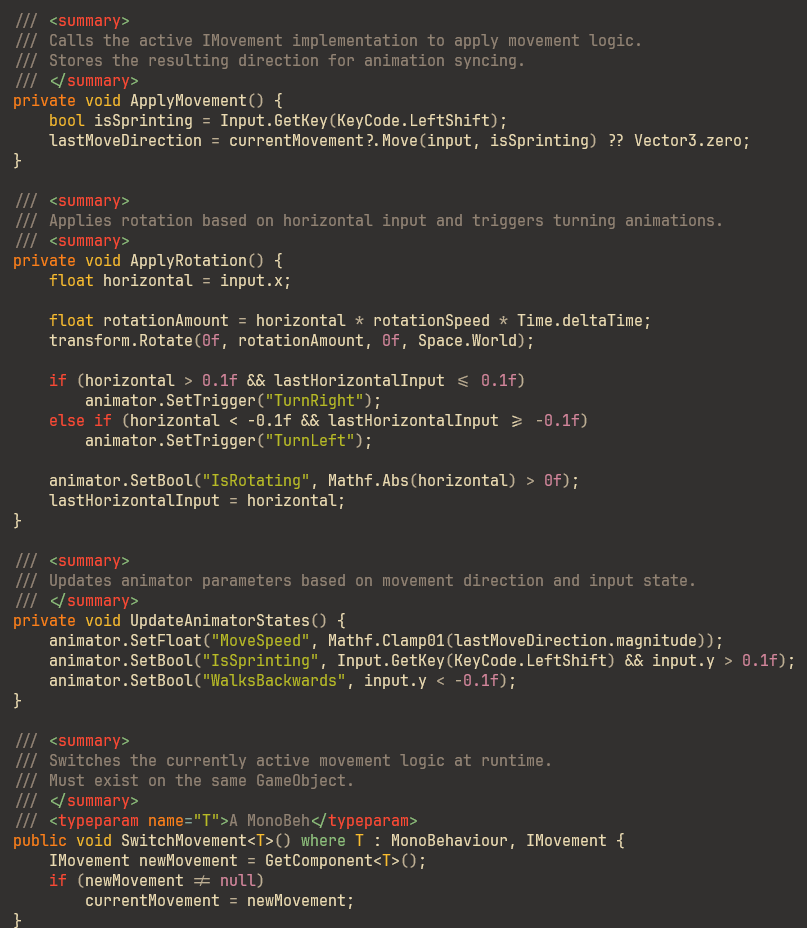 /// <summary>
/// Calls the active IMovement implementation to apply movement logic.
/// Stores the resulting direction for animation syncing.
/// </summary>
private void ApplyMovement() {
    bool isSprinting = Input.GetKey(KeyCode.LeftShift);
    lastMoveDirection = currentMovement?.Move(input, isSprinting) ?? Vector3.zero;
}

/// <summary>
/// Applies rotation based on horizontal input and triggers turning animations.
/// <summary>
private void ApplyRotation() {
    float horizontal = input.x;

    float rotationAmount = horizontal * rotationSpeed * Time.deltaTime;
    transform.Rotate(0f, rotationAmount, 0f, Space.World);

    if (horizontal > 0.1f && lastHorizontalInput <= 0.1f)
        animator.SetTrigger("TurnRight");
    else if (horizontal < -0.1f && lastHorizontalInput >= -0.1f)
        animator.SetTrigger("TurnLeft");

    animator.SetBool("IsRotating", Mathf.Abs(horizontal) > 0f);
    lastHorizontalInput = horizontal;
}

/// <summary>
/// Updates animator parameters based on movement direction and input state.
/// </summary>
private void UpdateAnimatorStates() {
    animator.SetFloat("MoveSpeed", Mathf.Clamp01(lastMoveDirection.magnitude));
    animator.SetBool("IsSprinting", Input.GetKey(KeyCode.LeftShift) && input.y > 0.1f);
    animator.SetBool("WalksBackwards", input.y < -0.1f);
}

/// <summary>
/// Switches the currently active movement logic at runtime.
/// Must exist on the same GameObject.
/// </summary>
/// <typeparam name="T">A MonoBeh</typeparam>
public void SwitchMovement<T>() where T : MonoBehaviour, IMovement {
    IMovement newMovement = GetComponent<T>();
    if (newMovement != null)
        currentMovement = newMovement;
}